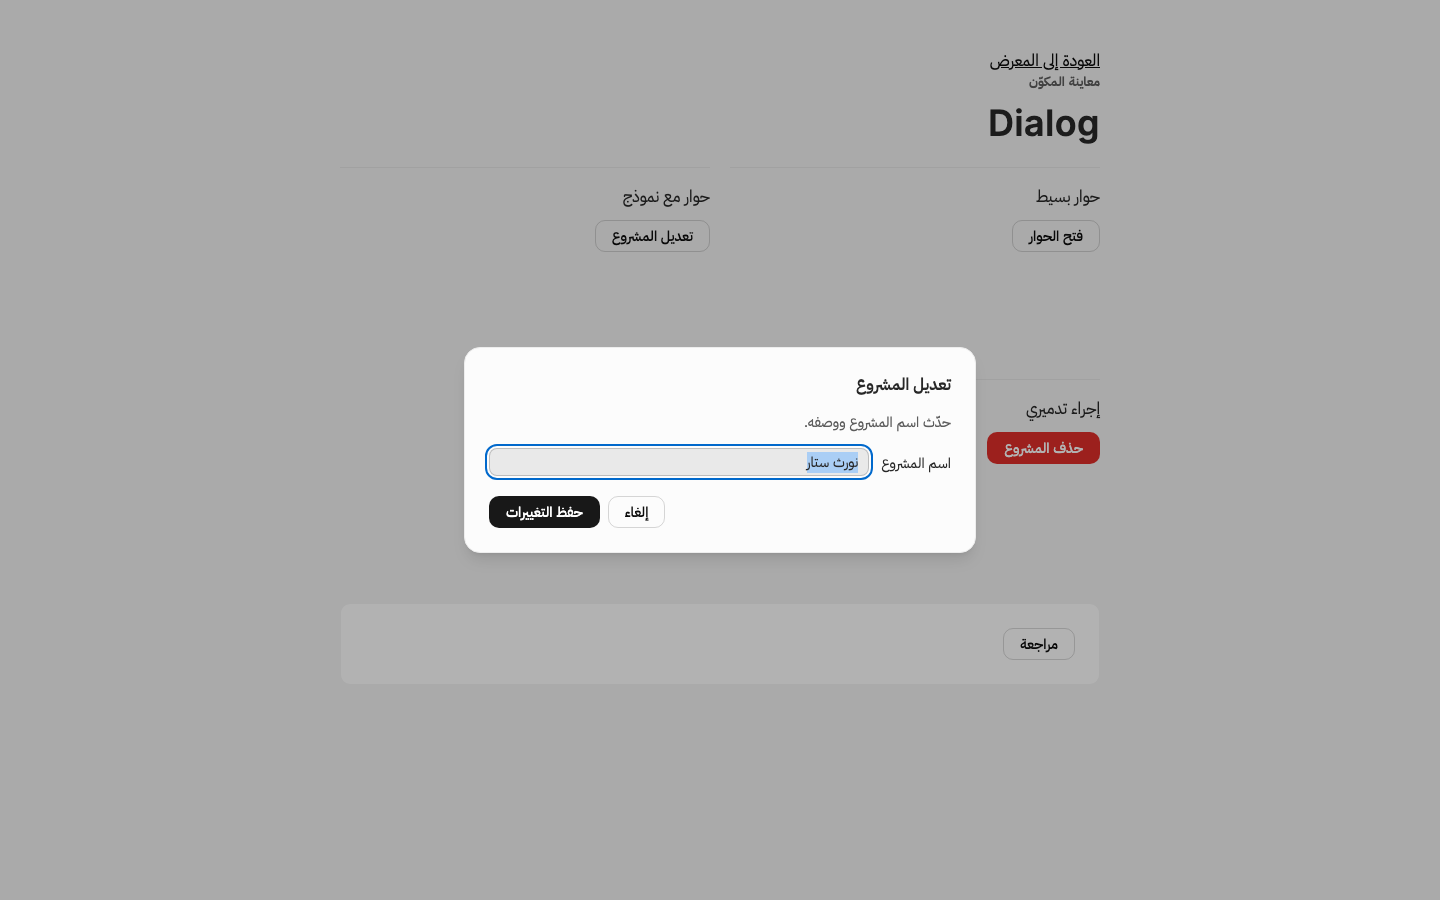 العودة إلى المعرض
معاينة المكوّن
Dialog
حوار بسيط
فتح الحوار
حوار مع نموذج
تعديل المشروع
إجراء تدميري
حذف المشروع
تعديل المشروع
حدّث اسم المشروع ووصفه.
اسم المشروع
نورث ستار
إلغاء
حفظ التغييرات
مراجعة